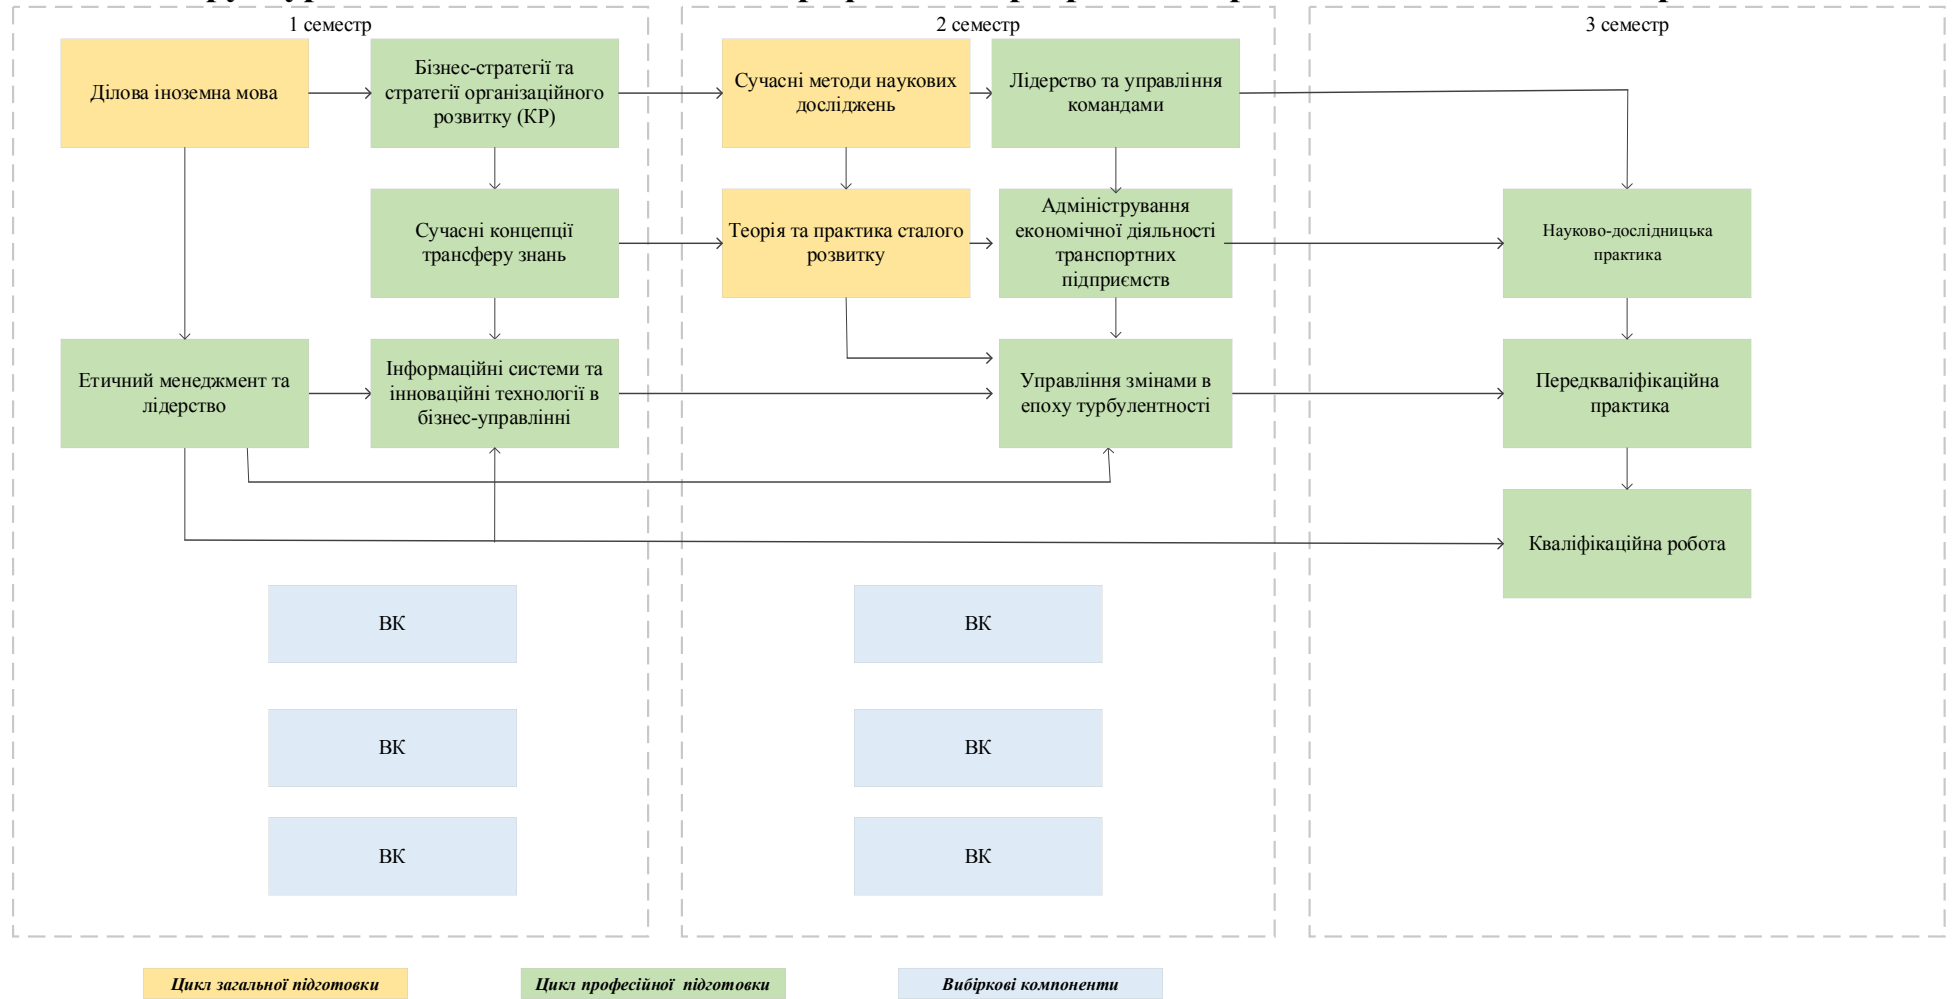 1 семестр
2 семестр
3 семестр
Ділова іноземна мова
Бізнес-стратегії та
стратегії організаційного
розвитку (КР)
Сучасні методи наукових
досліджень
Лідерство та управління
командами
Сучасні концепції
трансферу знань
Теорія та практика сталого
розвитку
Адміністрування
економічної діяльності
транспортних
підприємств
Науково-дослідницька
практика
Етичний менеджмент та
лідерство
Інформаційні системи та
інноваційні технології в
бізнес-управлінні
Управління змінами в
епоху турбулентності
Передкваліфікаційна
практика
Кваліфікаційна робота
ВК
ВК
ВК
ВК
ВК
ВК
Цикл загальної підготовки
Цикл професійної підготовки
Вибіркові компоненти